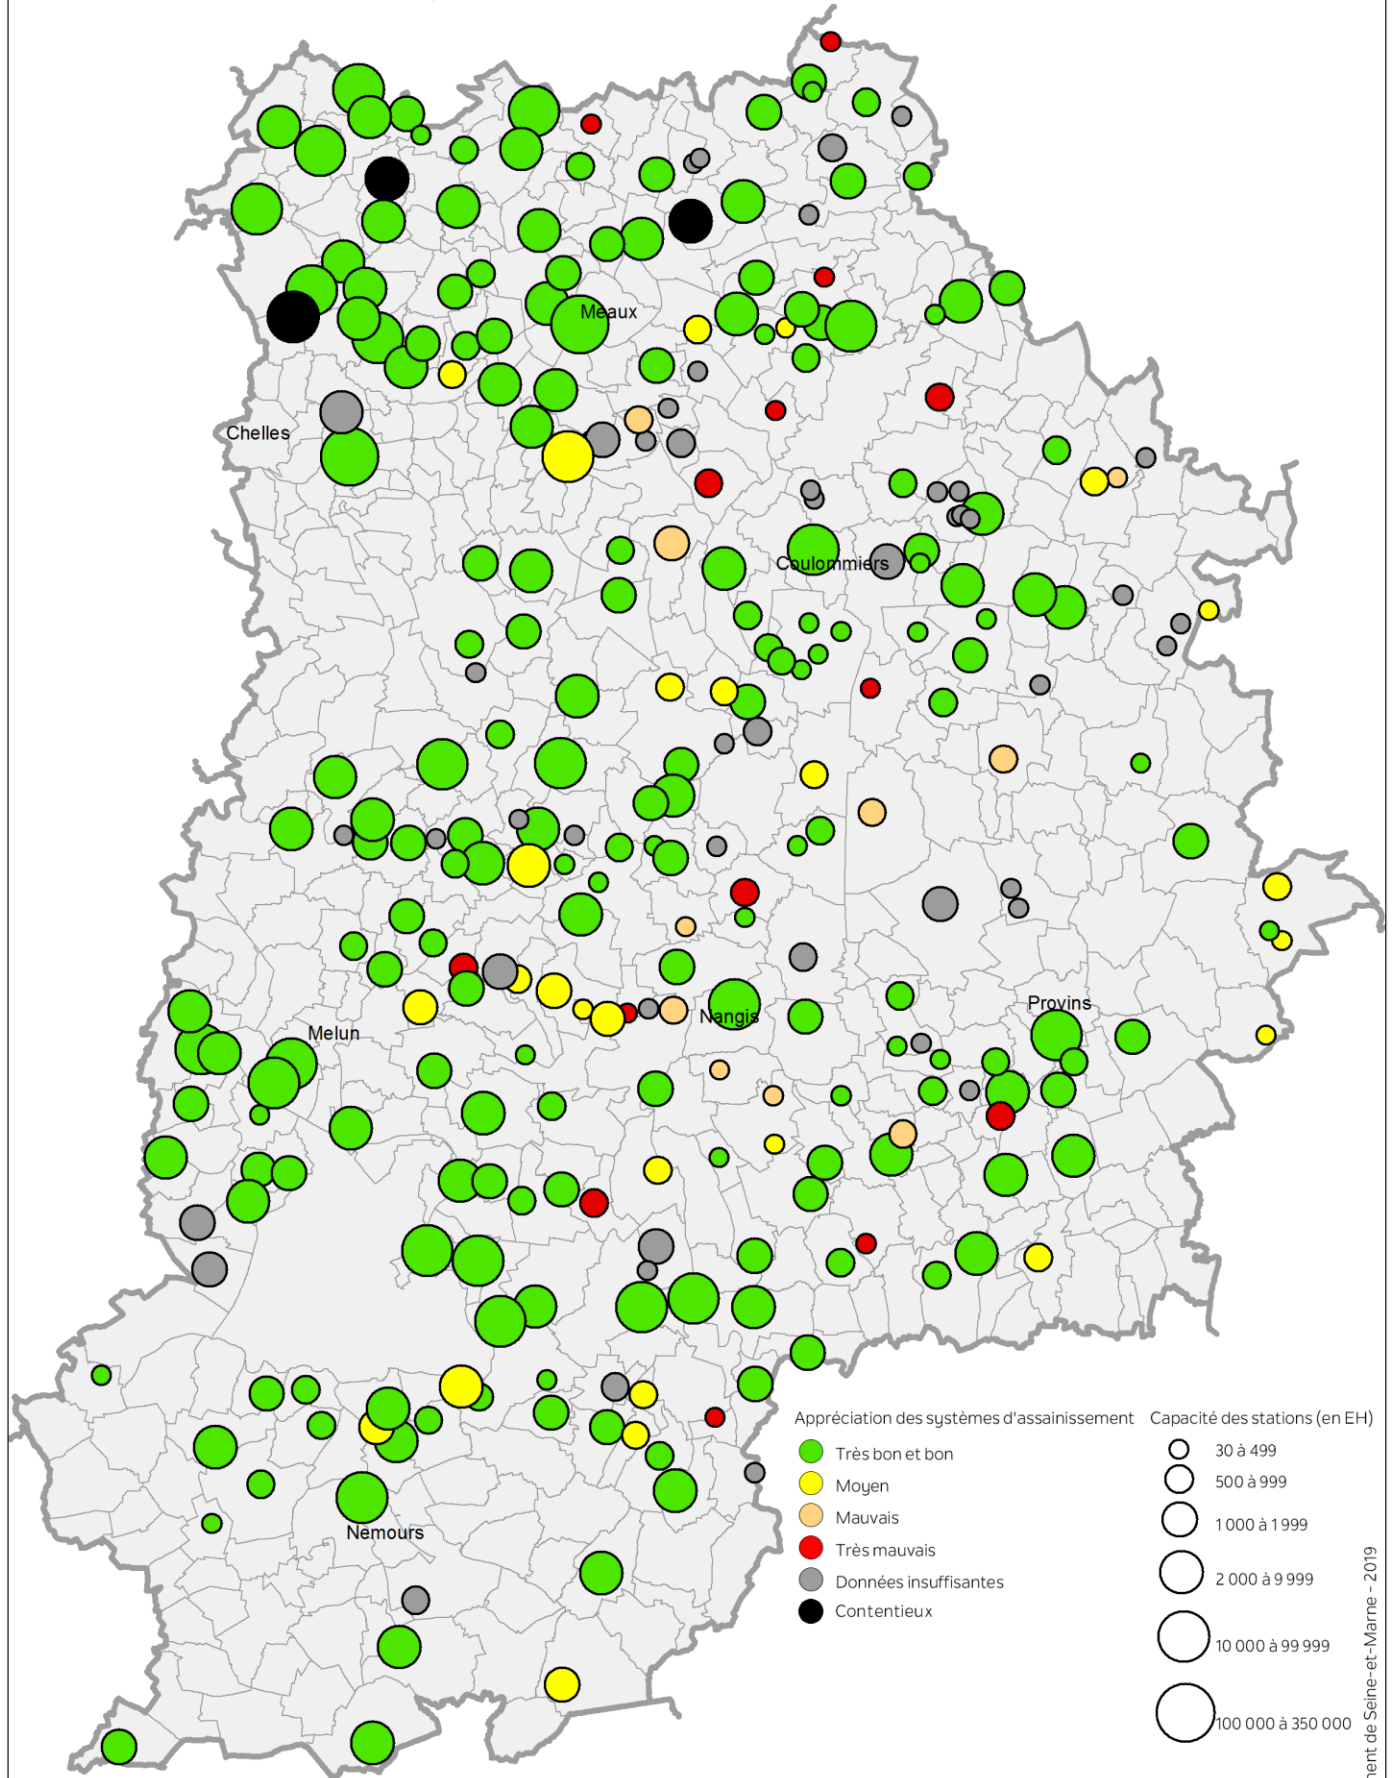 Meaux
Chelles
Coulommiers
Provins
Nangis
Melun
Nemours
Appréciation des systèmes d'assainissement
Très bon et bon
Moyen
Mauvais
Très mauvais
Données insuffisantes
Contentieux
Capacité des stations (en EH)
30 à 499
500 à 999
1 000 à 1 999
2 000 à 9 999
10 000 à 99 999
100 000 à 350 000
de Seine-et-Marne - 2019